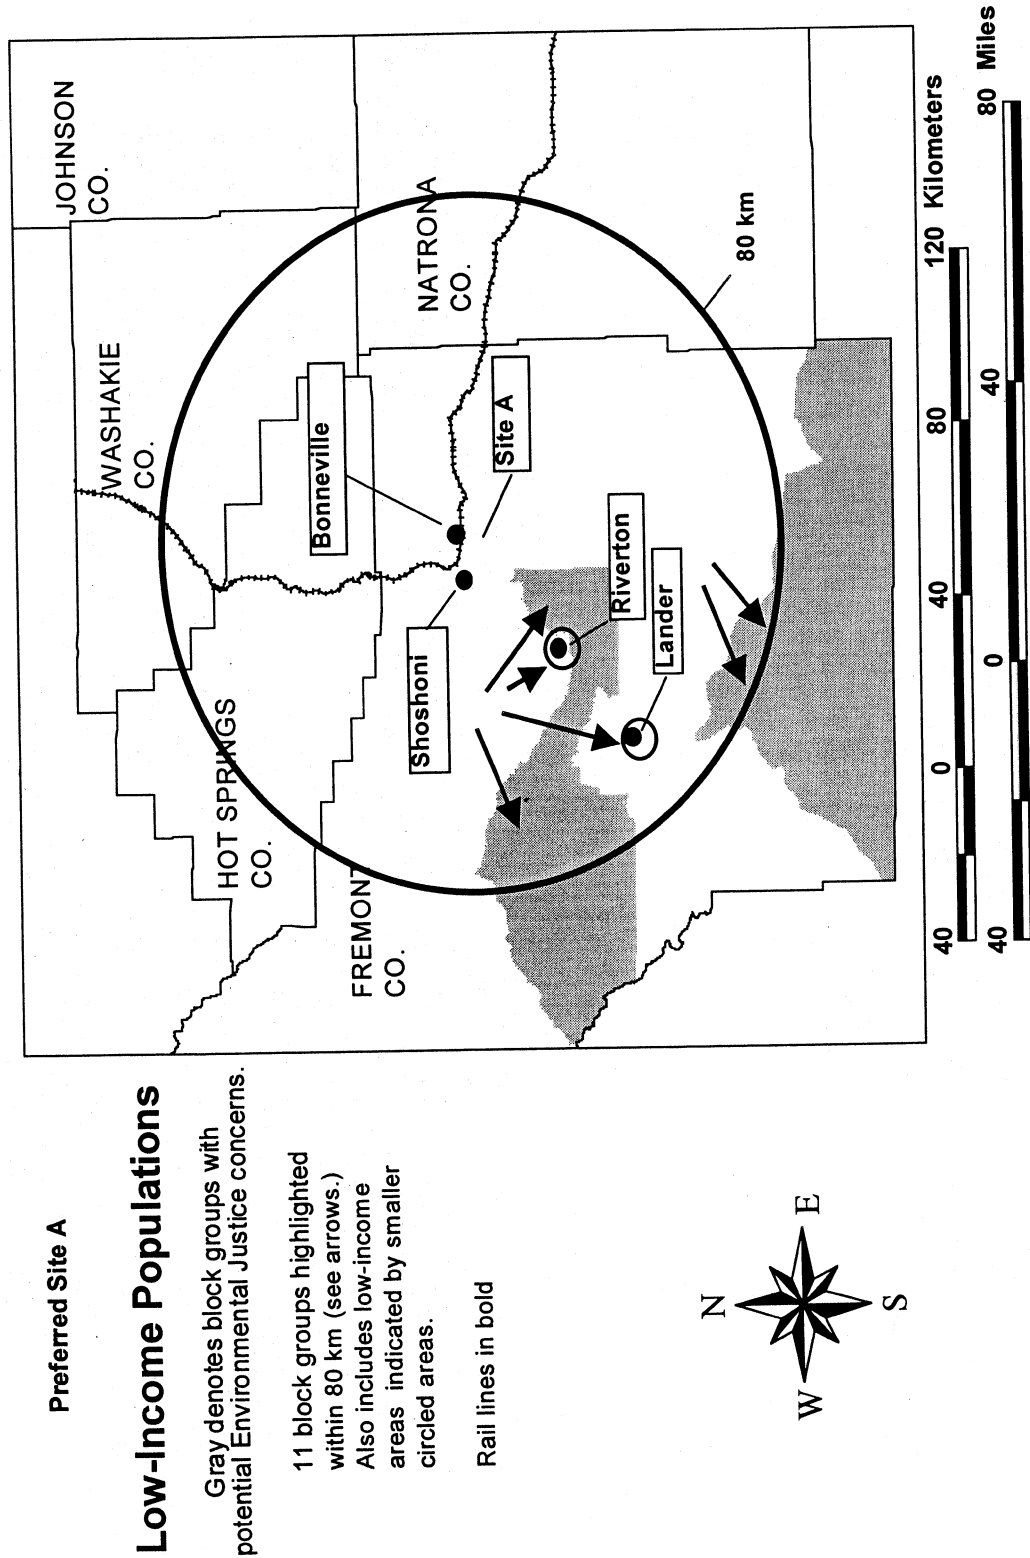 Preferred Site A
Low-Income Populations
Gray denotes block groups with
potential Environmental Justice concerns.
11 block groups highlighted
within 80 km (see arrows.)
Also includes low-income
areas indicated by smaller
circled areas.
Rail lines in bold
N
W
E
S
JOHNSON
CO.
WASHAKIE
CO.
HOT SPRINGS
CO.
NATRONA
CO.
FREMONT
CO.
Bonneville
Site A
Shoshoni
Riverton
Lander
80 km
40
0
40
80
120 Kilometers
40
0
40
80 Miles